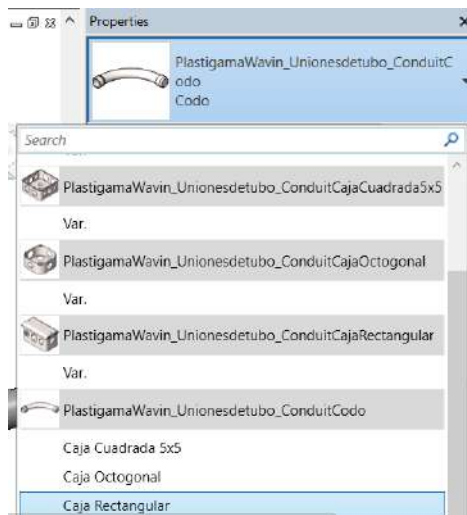 Properties
PlastigamaWavin_Unionesdetubo_ConduitC
odo
Codo
Search
PlastigamaWavin_Unionesdetubo_ConduitCajaCuadrada5x5
Var.
PlastigamaWavin_Unionesdetubo_ConduitCajaOctogonal
Var.
PlastigamaWavin_Unionesdetubo_ConduitCajaRectangular
Var.
PlastigamaWavin_Unionesdetubo_ConduitCodo
Caja Cuadrada 5x5
Caja Octogonal
Caja Rectangular